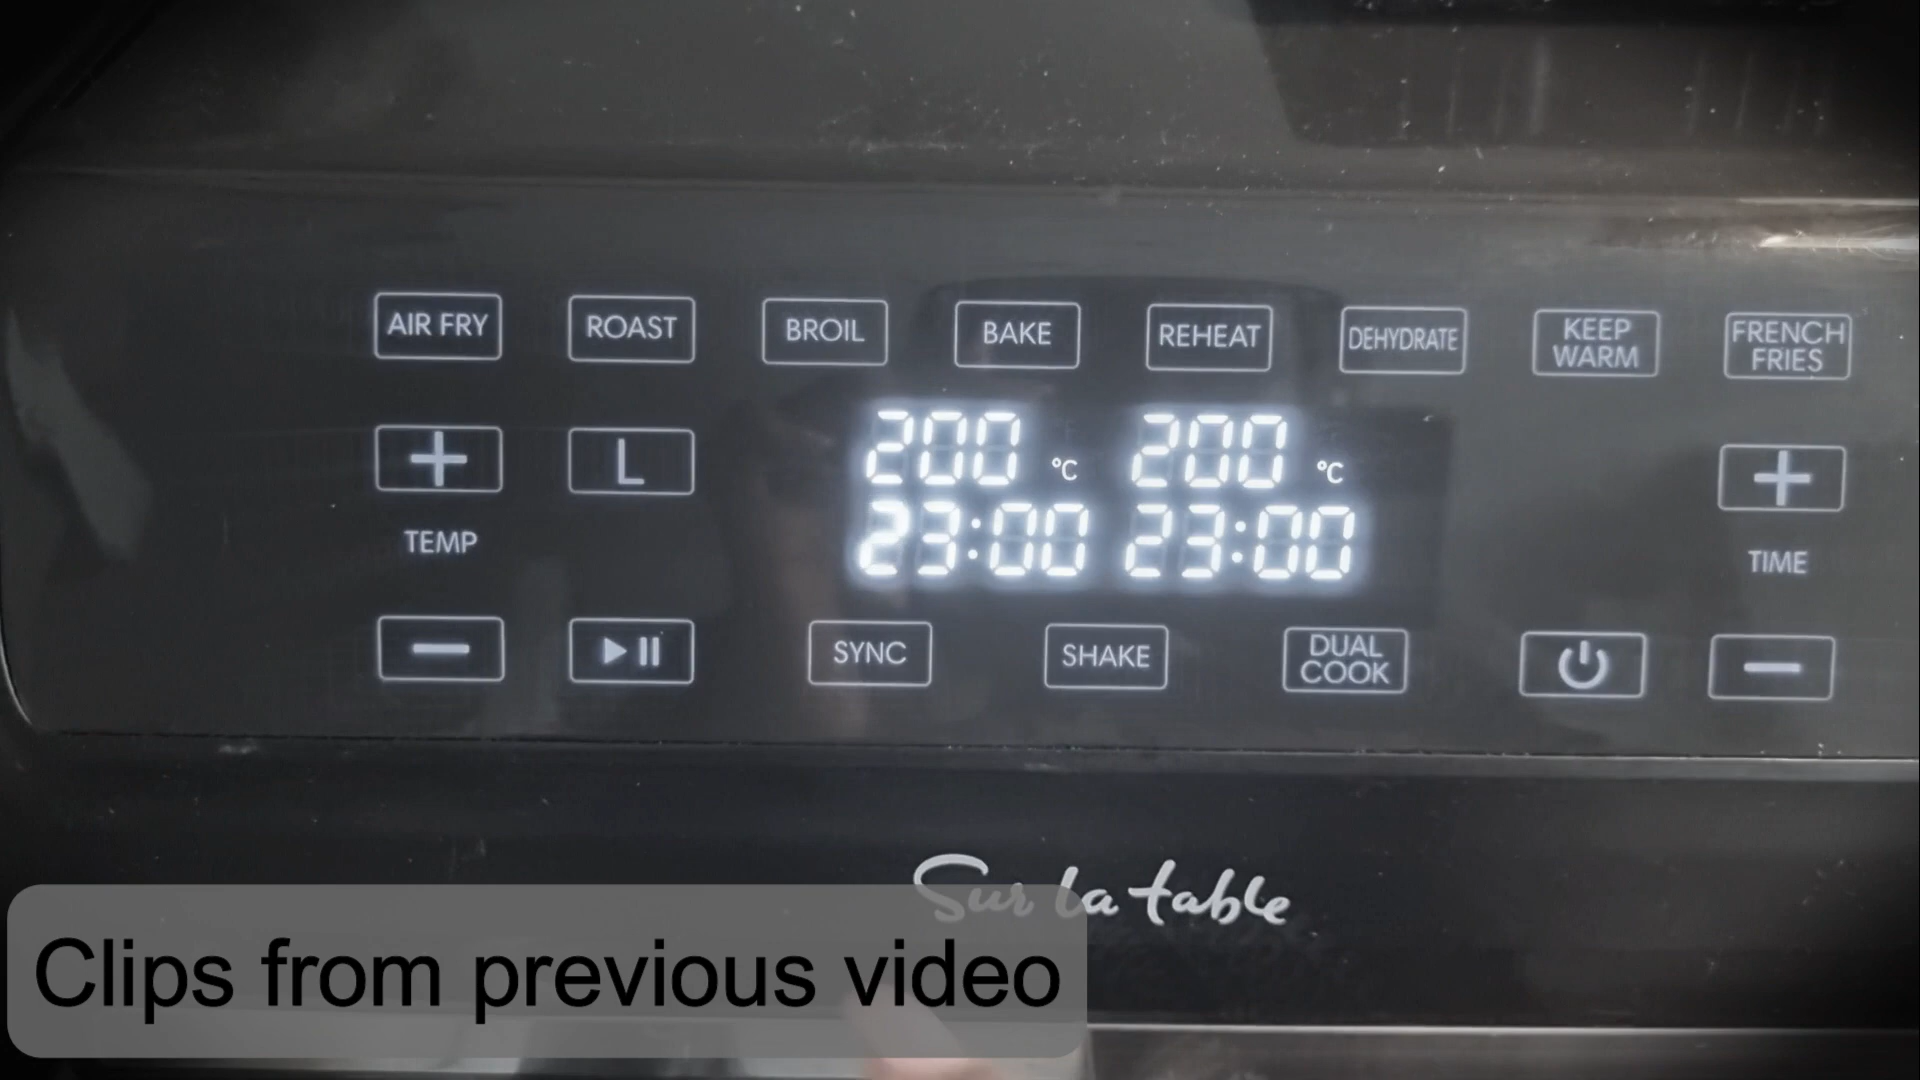 AIR FRY ROAST BROIL BAKE REHEAT DEHYDRATE KEEP WARM FRENCH FRIES
L 200 °C 200 °C
TEMP 23:00 23:00 TIME
SYNC SHAKE DUAL COOK
Sur la table
Clips from previous video